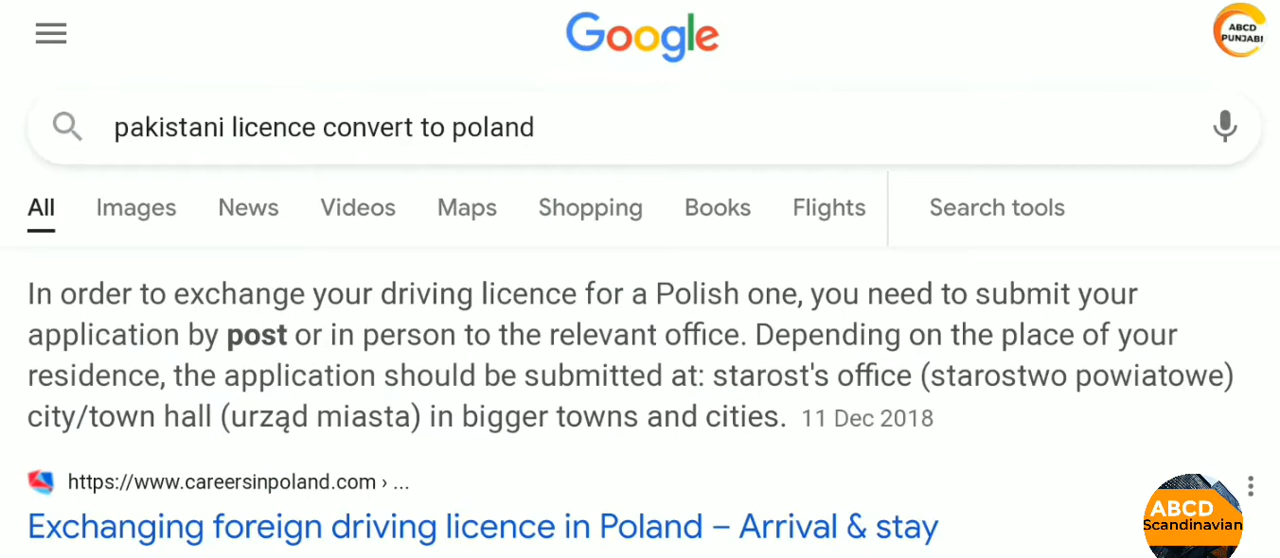 Google
ABCD
PUNJABI
pakistani licence convert to poland
All Images News Videos Maps Shopping Books Flights Search tools
In order to exchange your driving licence for a Polish one, you need to submit your
application by post or in person to the relevant office. Depending on the place of your
residence, the application should be submitted at: starost's office (starostwo powiatowe)
city/town hall (urząd miasta) in bigger towns and cities. 11 Dec 2018
https://www.careersinpoland.com › ...
Exchanging foreign driving licence in Poland – Arrival & stay
ABCD
Scandinavian